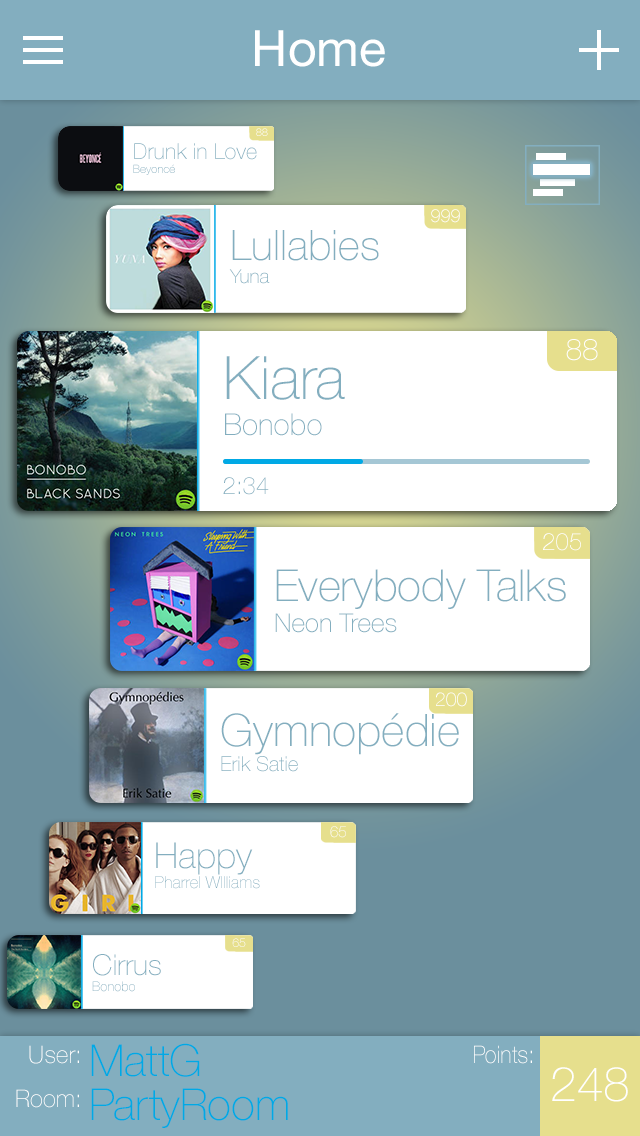 Home
88
BEYONCÉ
Drunk in Love
Beyoncé
999
YUNA
Lullabies
Yuna
88
Kiara
Bonobo
BONOBO
BLACK SANDS
2:34
205
NEON TREES
Sleeping With
A Friend
Everybody Talks
Neon Trees
200
Gymnopédies
Gymnopédie
Erik Satie
Erik Satie
65
Happy
Pharrel Williams
GIRL
65
Cirrus
Bonobo
User: MattG
Points: 248
Room: PartyRoom